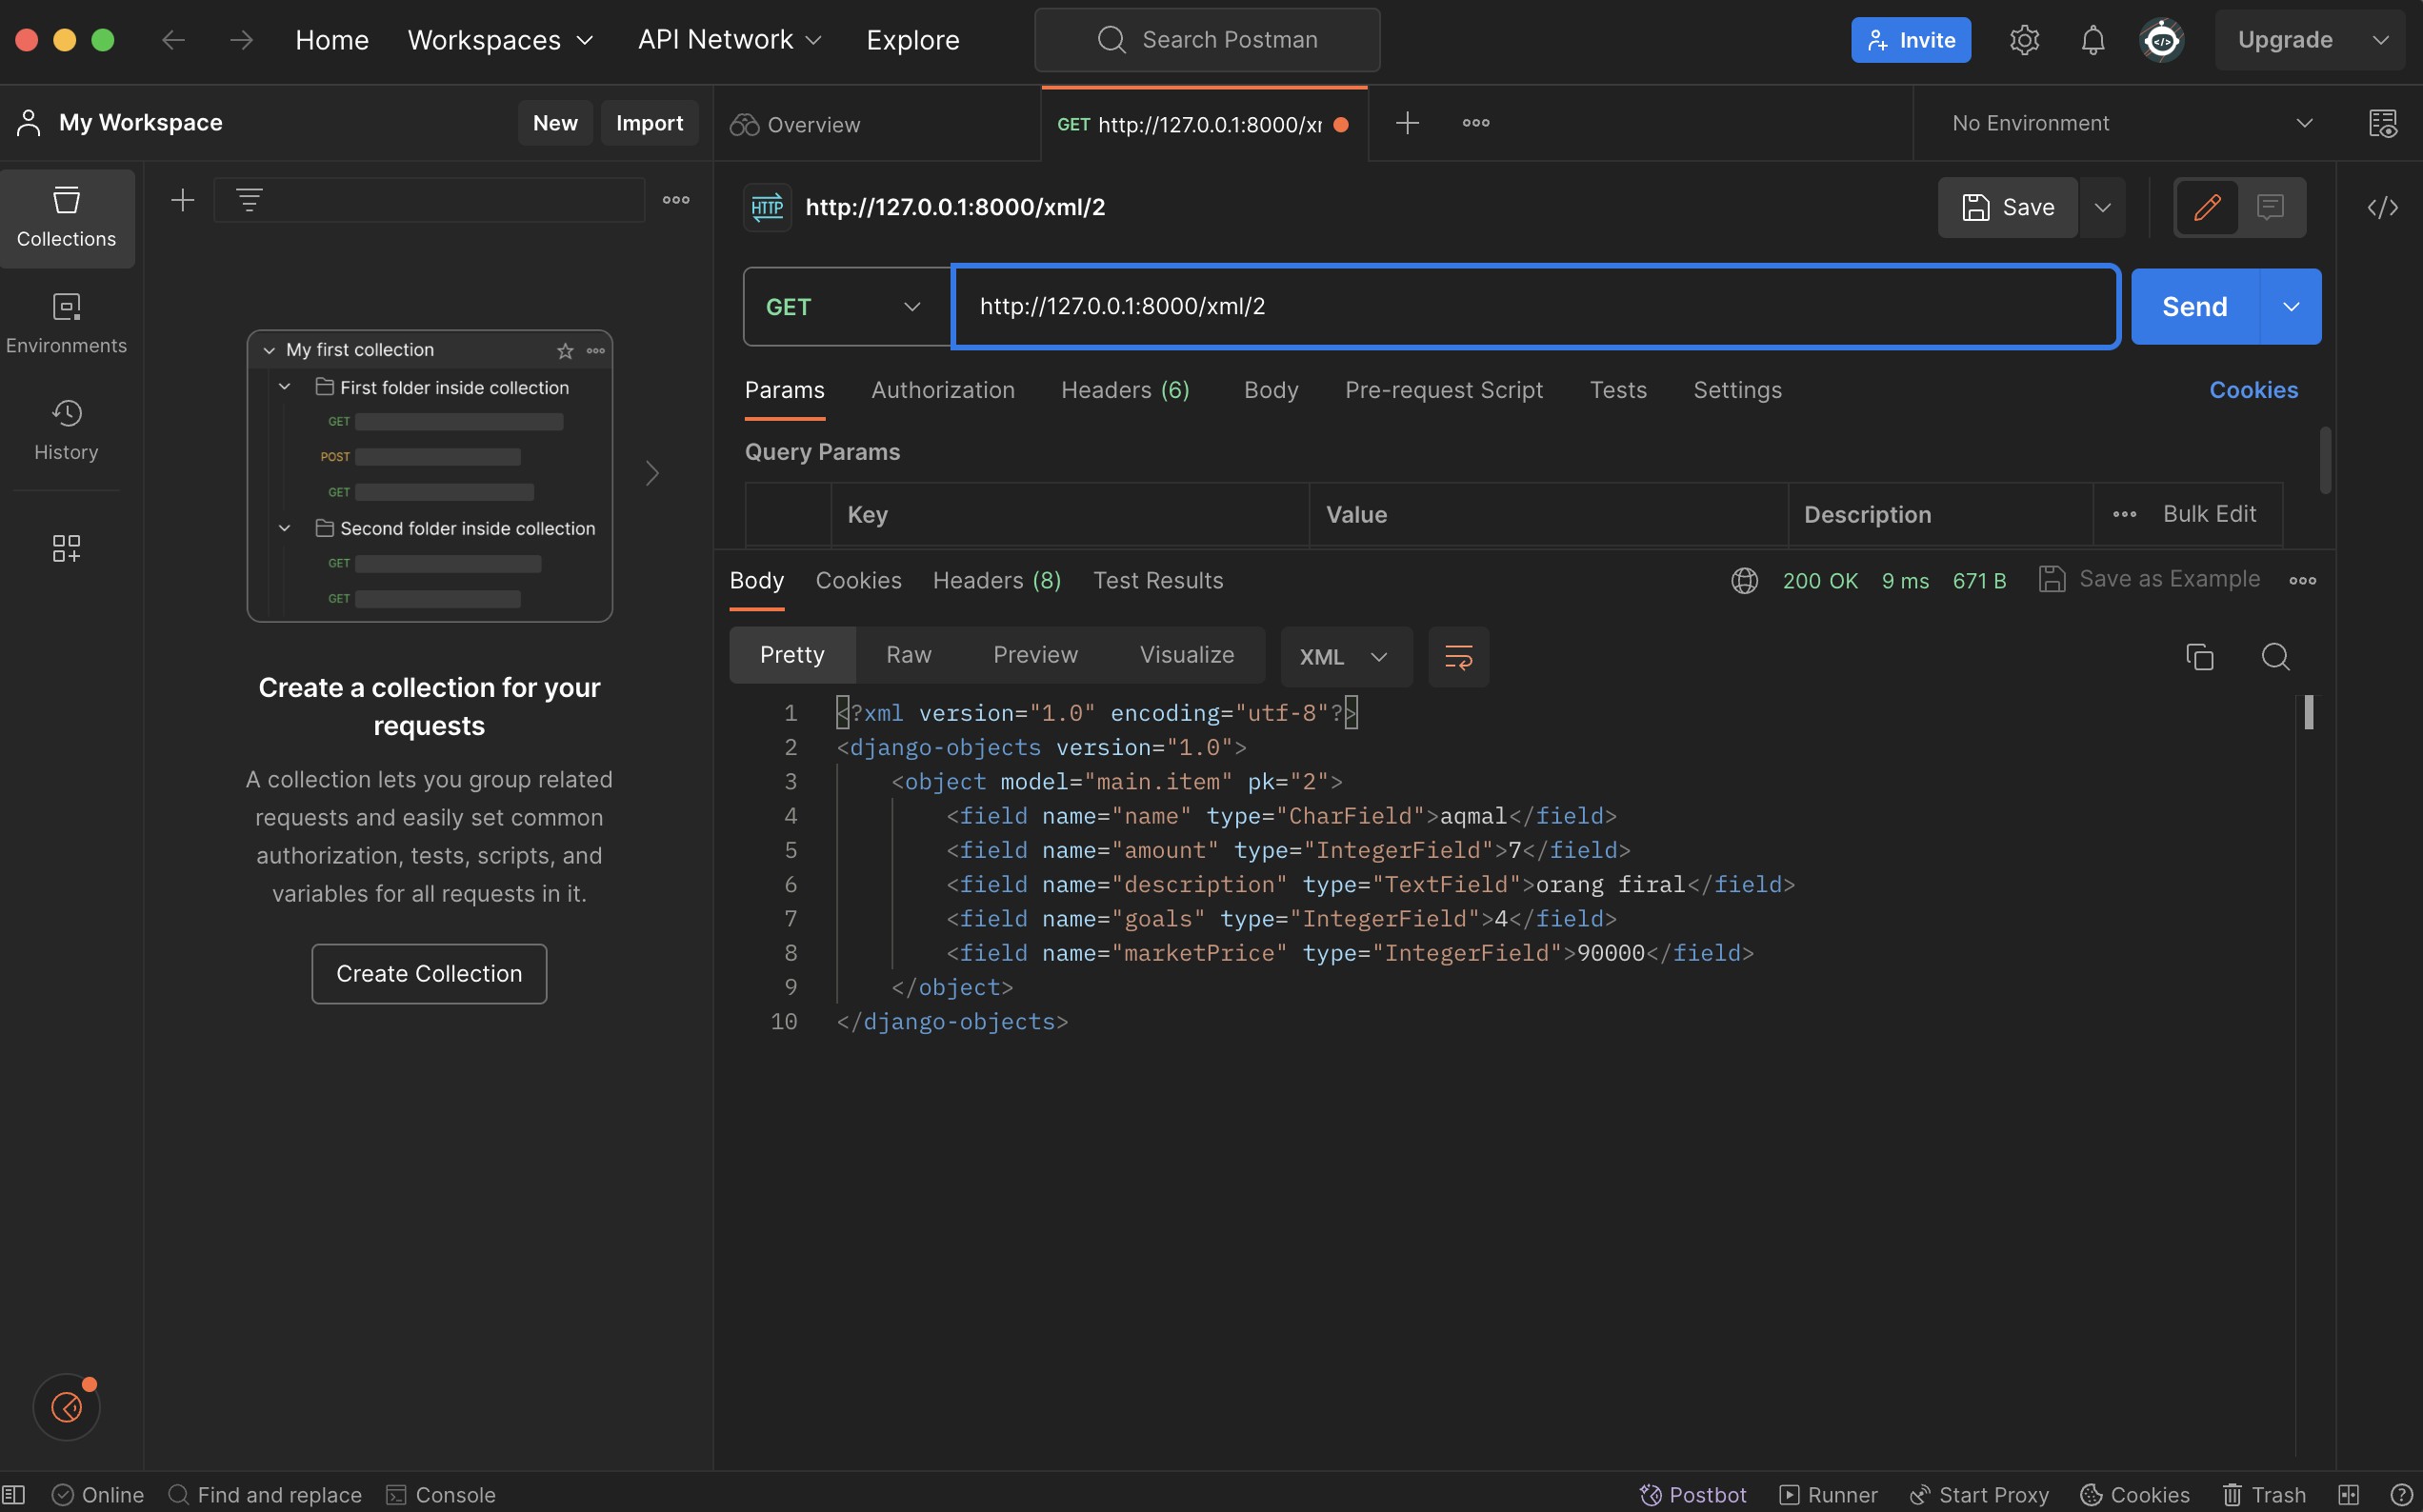 Home Workspaces API Network Explore Search Postman Invite Upgrade
My Workspace New Import Overview GET http://127.0.0.1:8000/x No Environment
Collections
Environments
History
My first collection
First folder inside collection
GET
POST
GET
Second folder inside collection
GET
GET
Create a collection for your
requests
A collection lets you group related
requests and easily set common
authorization, tests, scripts, and
variables for all requests in it.
Create Collection
HTTP http://127.0.0.1:8000/xml/2 Save
GET http://127.0.0.1:8000/xml/2 Send
Params Authorization Headers (6) Body Pre-request Script Tests Settings Cookies
Query Params
Key Value Description Bulk Edit
Body Cookies Headers (8) Test Results 200 OK 9 ms 671 B Save as Example
Pretty Raw Preview Visualize XML
1 <?xml version="1.0" encoding="utf-8"?>
2 <django-objects version="1.0">
3 <object model="main.item" pk="2">
4 <field name="name" type="CharField">aqmal</field>
5 <field name="amount" type="IntegerField">7</field>
6 <field name="description" type="TextField">orang firal</field>
7 <field name="goals" type="IntegerField">4</field>
8 <field name="marketPrice" type="IntegerField">90000</field>
9 </object>
10 </django-objects>
Online Find and replace Console Postbot Runner Start Proxy Cookies Trash